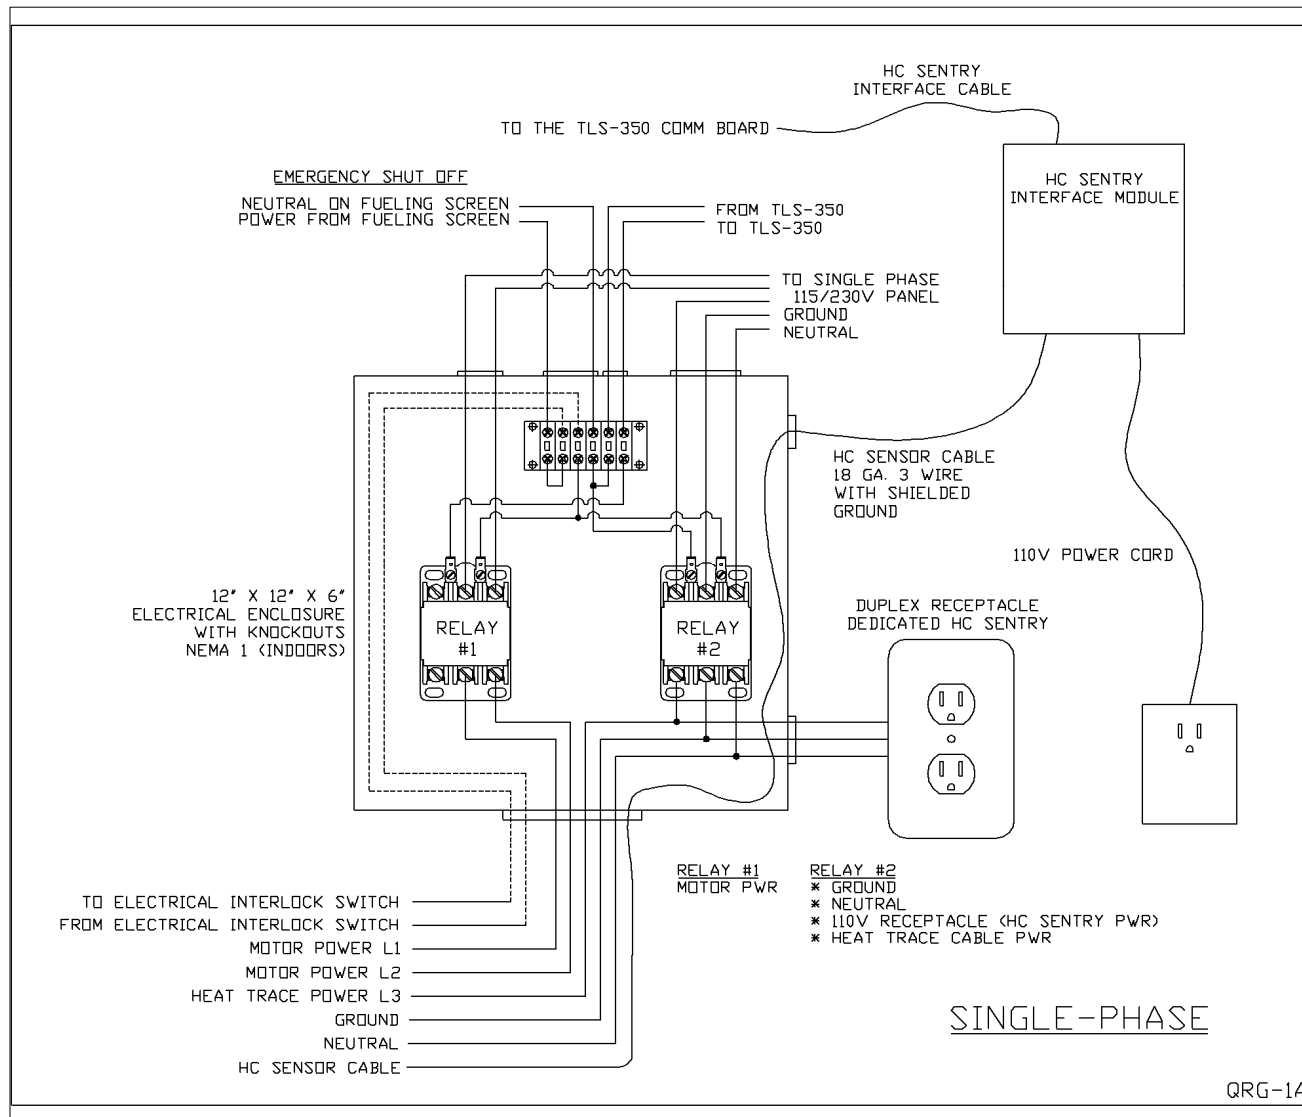 HC SENTRY
INTERFACE CABLE
TO THE TLS-350 COMM BOARD
HC SENTRY
INTERFACE MODULE
EMERGENCY SHUT OFF
NEUTRAL ON FUELING SCREEN
POWER FROM FUELING SCREEN
FROM TLS-350
TO TLS-350
TO SINGLE PHASE
115/230V PANEL
GROUND
NEUTRAL
HC SENSOR CABLE
18 GA. 3 WIRE
WITH SHIELDED
GROUND
110V POWER CORD
12" X 12" X 6"
ELECTRICAL ENCLOSURE
WITH KNOCKOUTS
NEMA 1 (INDOORS)
RELAY
#1
RELAY
#2
DUPLEX RECEPTACLE
DEDICATED HC SENTRY
RELAY #1
MOTOR PWR
RELAY #2
* GROUND
* NEUTRAL
* 110V RECEPTACLE (HC SENTRY PWR)
* HEAT TRACE CABLE PWR
TO ELECTRICAL INTERLOCK SWITCH
FROM ELECTRICAL INTERLOCK SWITCH
MOTOR POWER L1
MOTOR POWER L2
HEAT TRACE POWER L3
GROUND
NEUTRAL
HC SENSOR CABLE
SINGLE-PHASE